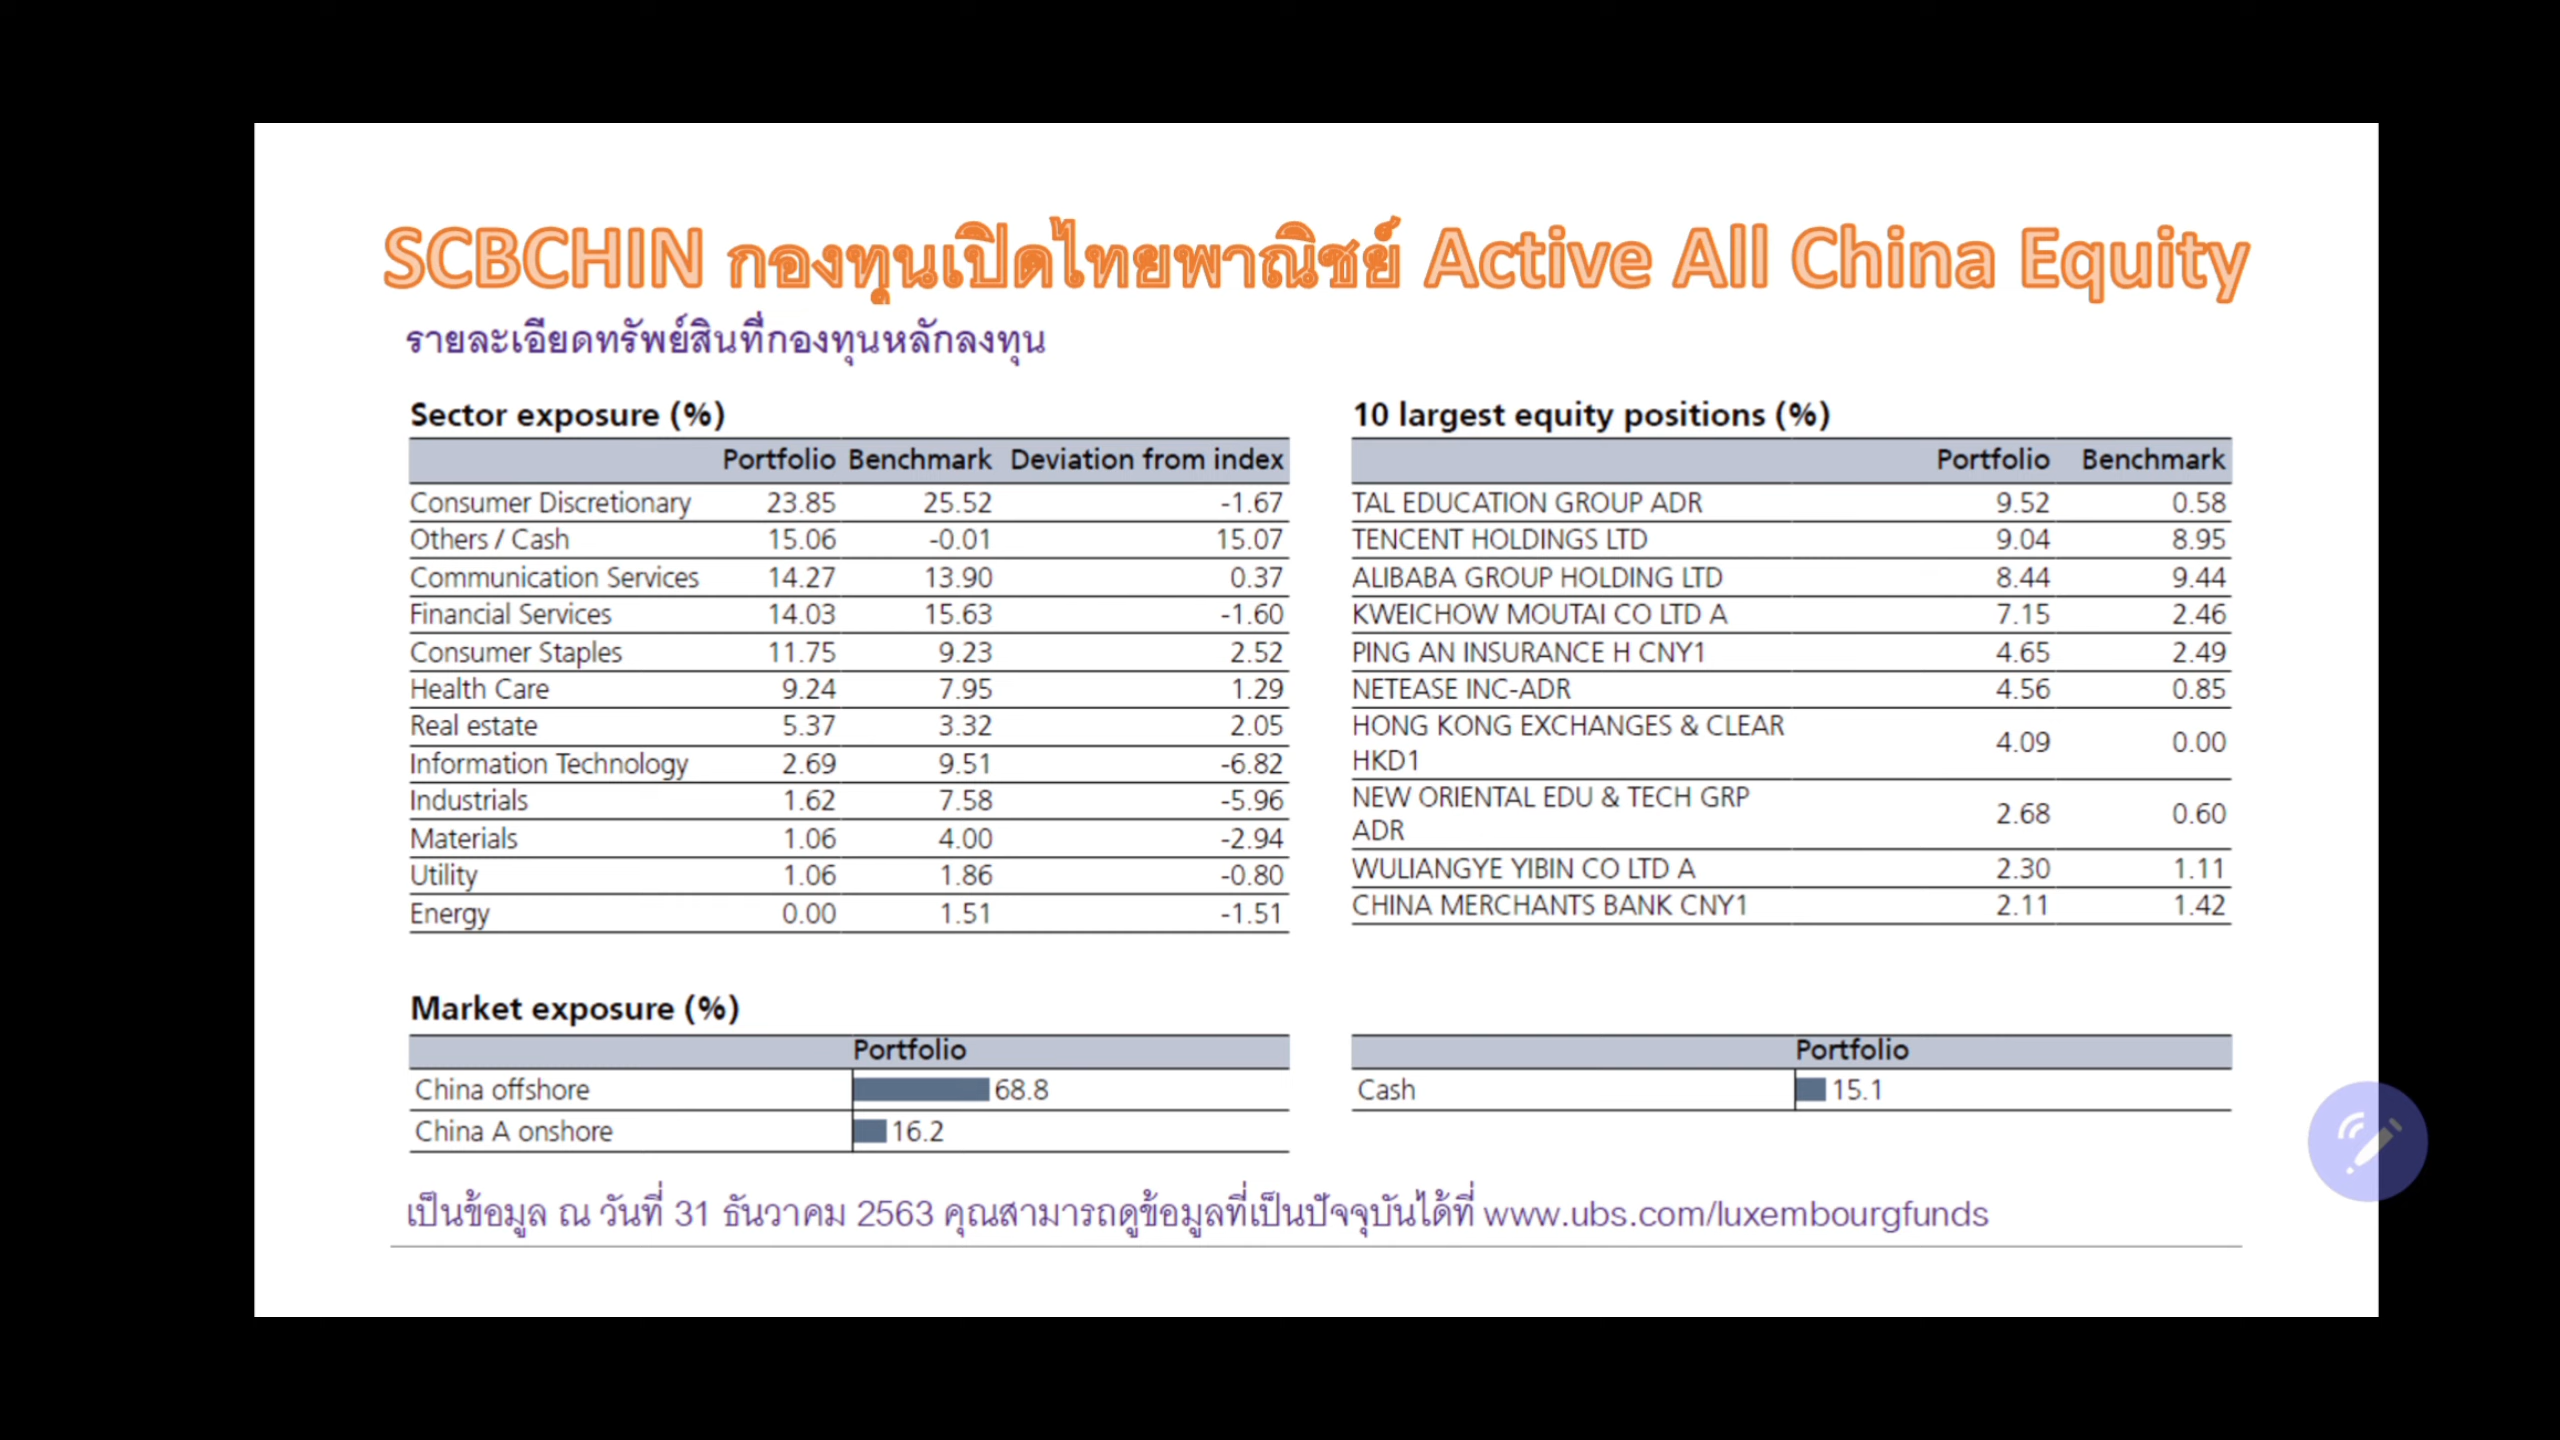 SCBCHIN กองทุนเปิดไทยพาณิชย์ Active All China Equity
รายละเอียดทรัพย์สินที่กองทุนหลักลงทุน
Sector exposure (%)
Portfolio Benchmark Deviation from index
Consumer Discretionary 23.85 25.52 -1.67
Others / Cash 15.06 -0.01 15.07
Communication Services 14.27 13.90 0.37
Financial Services 14.03 15.63 -1.60
Consumer Staples 11.75 9.23 2.52
Health Care 9.24 7.95 1.29
Real estate 5.37 3.32 2.05
Information Technology 2.69 9.51 -6.82
Industrials 1.62 7.58 -5.96
Materials 1.06 4.00 -2.94
Utility 1.06 1.86 -0.80
Energy 0.00 1.51 -1.51
10 largest equity positions (%)
Portfolio Benchmark
TAL EDUCATION GROUP ADR 9.52 0.58
TENCENT HOLDINGS LTD 9.04 8.95
ALIBABA GROUP HOLDING LTD 8.44 9.44
KWEICHOW MOUTAI CO LTD A 7.15 2.46
PING AN INSURANCE H CNY1 4.65 2.49
NETEASE INC-ADR 4.56 0.85
HONG KONG EXCHANGES & CLEAR
HKD1 4.09 0.00
NEW ORIENTAL EDU & TECH GRP
ADR 2.68 0.60
WULIANGYE YIBIN CO LTD A 2.30 1.11
CHINA MERCHANTS BANK CNY1 2.11 1.42
Market exposure (%)
Portfolio
China offshore 68.8
China A onshore 16.2
Portfolio
Cash 15.1
เป็นข้อมูล ณ วันที่ 31 ธันวาคม 2563 คุณสามารถดูข้อมูลที่เป็นปัจจุบันได้ที่ www.ubs.com/luxembourgfunds